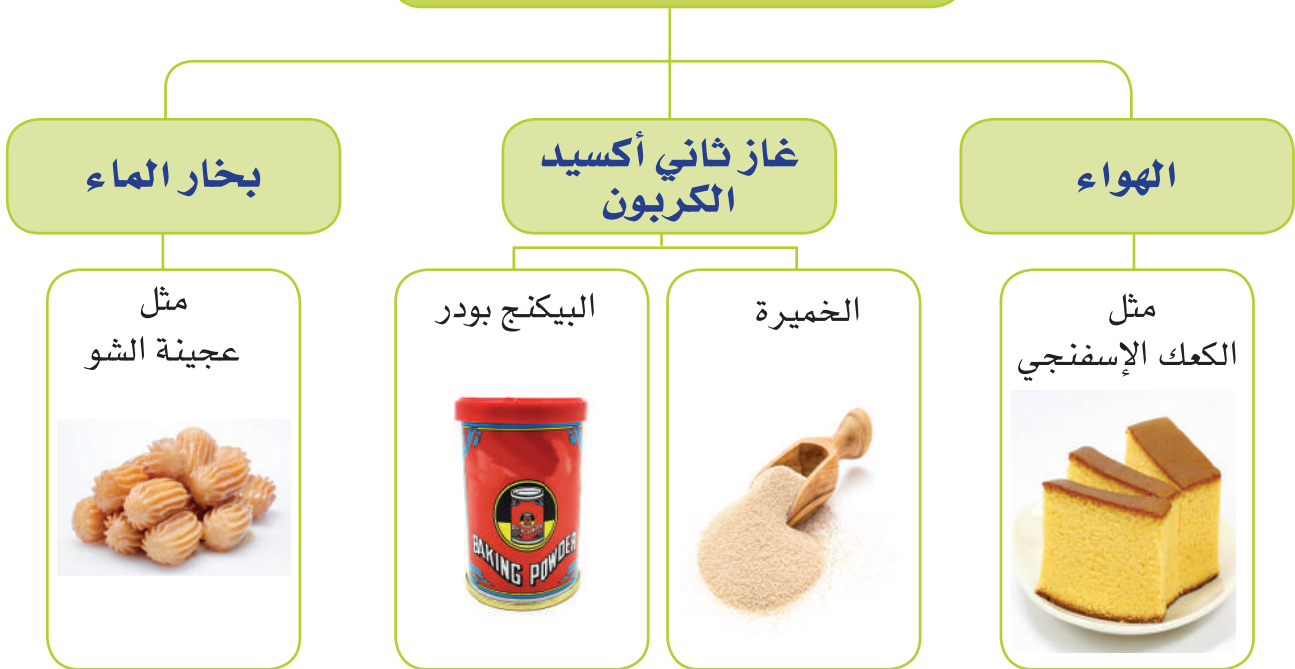 الهواء
غاز ثاني أكسيد
الكربون
بخار الماء
مثل
الكعك الإسفنجي
الخميرة
البيكنج بودر
BAKING POWDER
مثل
عجينة الشو